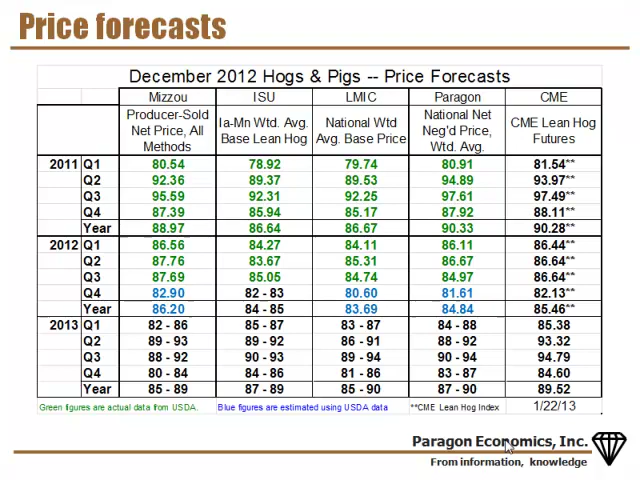 Price forecasts
December 2012 Hogs & Pigs -- Price Forecasts
Mizzou ISU LMIC Paragon CME
Producer-Sold Net Price, All Methods Ia-Mn Wtd. Avg. Base Lean Hog National Wtd Avg. Base Price National Net Neg'd Price, Wtd. Avg. CME Lean Hog Futures
2011 Q1 80.54 78.92 79.74 80.91 81.54**
Q2 92.36 89.37 89.53 94.89 93.97**
Q3 95.59 92.31 92.25 97.61 97.49**
Q4 87.39 85.94 85.17 87.92 88.11**
Year 88.97 86.64 86.67 90.33 90.28**
2012 Q1 86.56 84.27 84.11 86.11 86.44**
Q2 87.76 83.67 85.31 86.67 86.64**
Q3 87.69 85.05 84.74 84.97 86.64**
Q4 82.90 82 - 83 80.60 81.61 82.13**
Year 86.20 84 - 85 83.69 84.84 85.46**
2013 Q1 82 - 86 85 - 87 83 - 87 84 - 88 85.38
Q2 89 - 93 89 - 92 86 - 91 88 - 92 93.32
Q3 88 - 92 90 - 93 89 - 94 90 - 94 94.79
Q4 80 - 84 84 - 86 81 - 86 83 - 87 84.60
Year 85 - 89 87 - 89 85 - 90 87 - 90 89.52
Green figures are actual data from USDA. Blue figures are estimated using USDA data **CME Lean Hog Index 1/22/13
Paragon Economics, Inc.
From information, knowledge